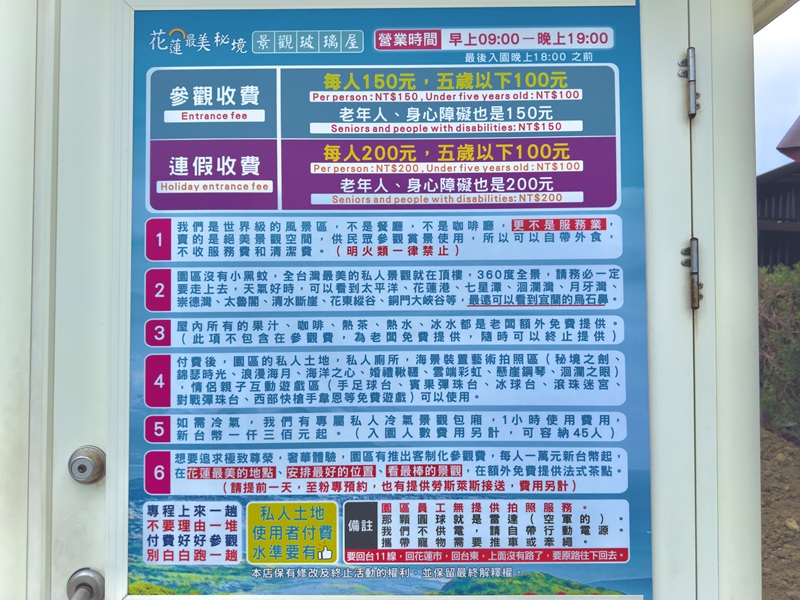 花蓮最美秘境 景觀玻璃屋 營業時間 早上09:00－晚上19:00
最後入園晚上18:00 之前
參觀收費
Entrance fee
每人150元，五歲以下100元
Per person : NT$150 , Under five years old : NT$100
老年人、身心障礙也是150元
Seniors and people with disabilities: NT$150
連假收費
Holiday entrance fee
每人200元，五歲以下100元
Per person : NT$200 , Under five years old : NT$100
老年人、身心障礙也是200元
Seniors and people with disabilities: NT$200
1 我們是世界級的風景區，不是餐廳，不是咖啡廳，更不是服務業，
賣的是絕美景觀空間，供民眾參觀賞景使用，所以可以自帶外食，
不收服務費和清潔費。（明火類一律禁止）
2 園區沒有小黑蚊，全台灣最美的私人景觀就在頂樓，360度全景，請務必一定
要走上去，天氣好時，可以看到太平洋、花蓮港、七星潭、洄瀾灣、月牙灣、
崇德灣、太魯閣、清水斷崖、花東縱谷、銅門大峽谷等，最遠可以看到宜蘭的烏石鼻。
3 屋內所有的果汁、咖啡、熱茶、熱水、冰水都是老闆額外免費提供。
（此項不包含在參觀費，為老闆免費提供，隨時可以終止提供）
4 付費後，園區的私人土地，私人廁所，海景裝置藝術拍照區（秘境之劍、
錦瑟時光、浪漫海月、海洋之心、婚禮鞦韆、雲端彩虹、懸崖鋼琴、洄瀾之眼）
，情侶親子互動遊戲區（手足球台、賓果彈珠台、冰球台、滾珠迷宮、
對戰彈珠台、西部快槍手韋恩等免費遊戲）可以使用。
5 如需冷氣，我們有專屬私人冷氣景觀包廂，1小時使用費用，
新台幣一仟三佰元起。（入園人數費用另計，可容納45人）
6 想要追求極致尊榮，奢華體驗，園區有推出客制化參觀費，每人一萬元新台幣起，
在花蓮最美的地點、安排最好的位置、看最棒的景觀，在額外免費提供法式茶點。
（請提前一天，至粉專預約，也有提供勞斯萊斯接送，費用另計）
專程上來一趟
不要理由一堆
付費好好參觀
別白白跑一趟
私人土地
使用者付費
水準要有
備註
園區員工無提供拍照服務。
那顆圓球就是雷達（空軍的）。
我們不供電，請自帶行動電源。
攜帶寵物需要推車或牽繩。
要回台11線，回花蓮市，回台東，上面沒有路了，要原路往下回去。
本店保有修改及終止活動的權利，並保留最終解釋權。